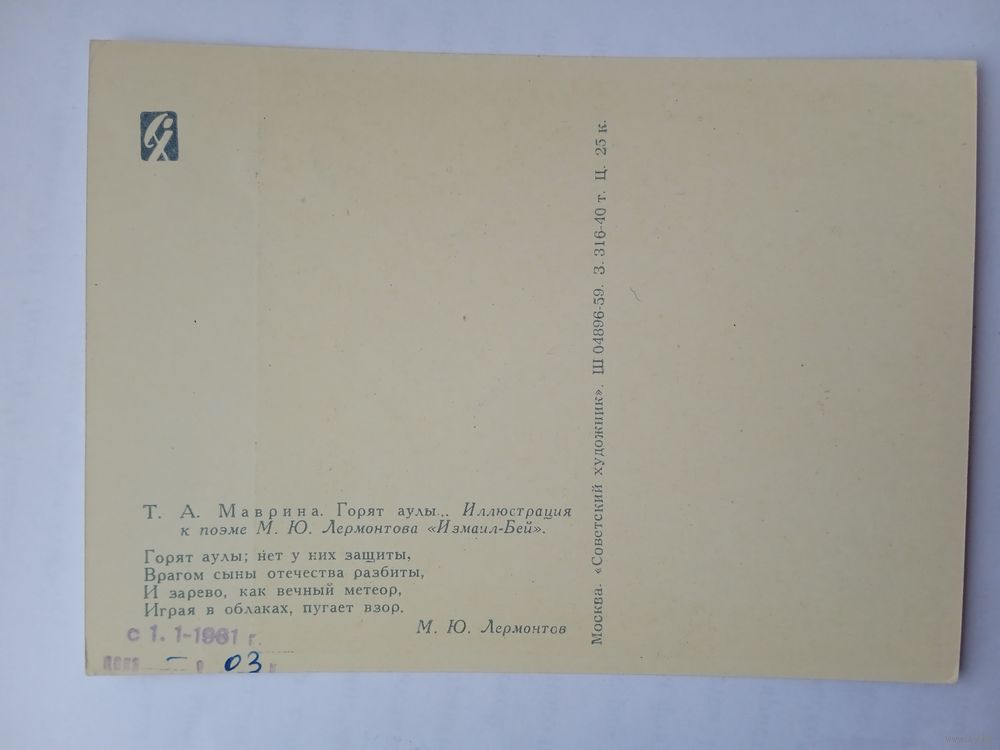 Т. А. Маврина. Горят аулы... Иллюстрация
к поэме М. Ю. Лермонтова «Измаил-Бей».
Горят аулы; нет у них защиты,
Врагом сыны отечества разбиты,
И зарево, как вечный метеор,
Играя в облаках, пугает взор.
М. Ю. Лермонтов
с 1. 1-1961 г.
р 03 к
Москва. «Советский художник». Ш 04896-59. З. 316-40 т. Ц. 25 к.